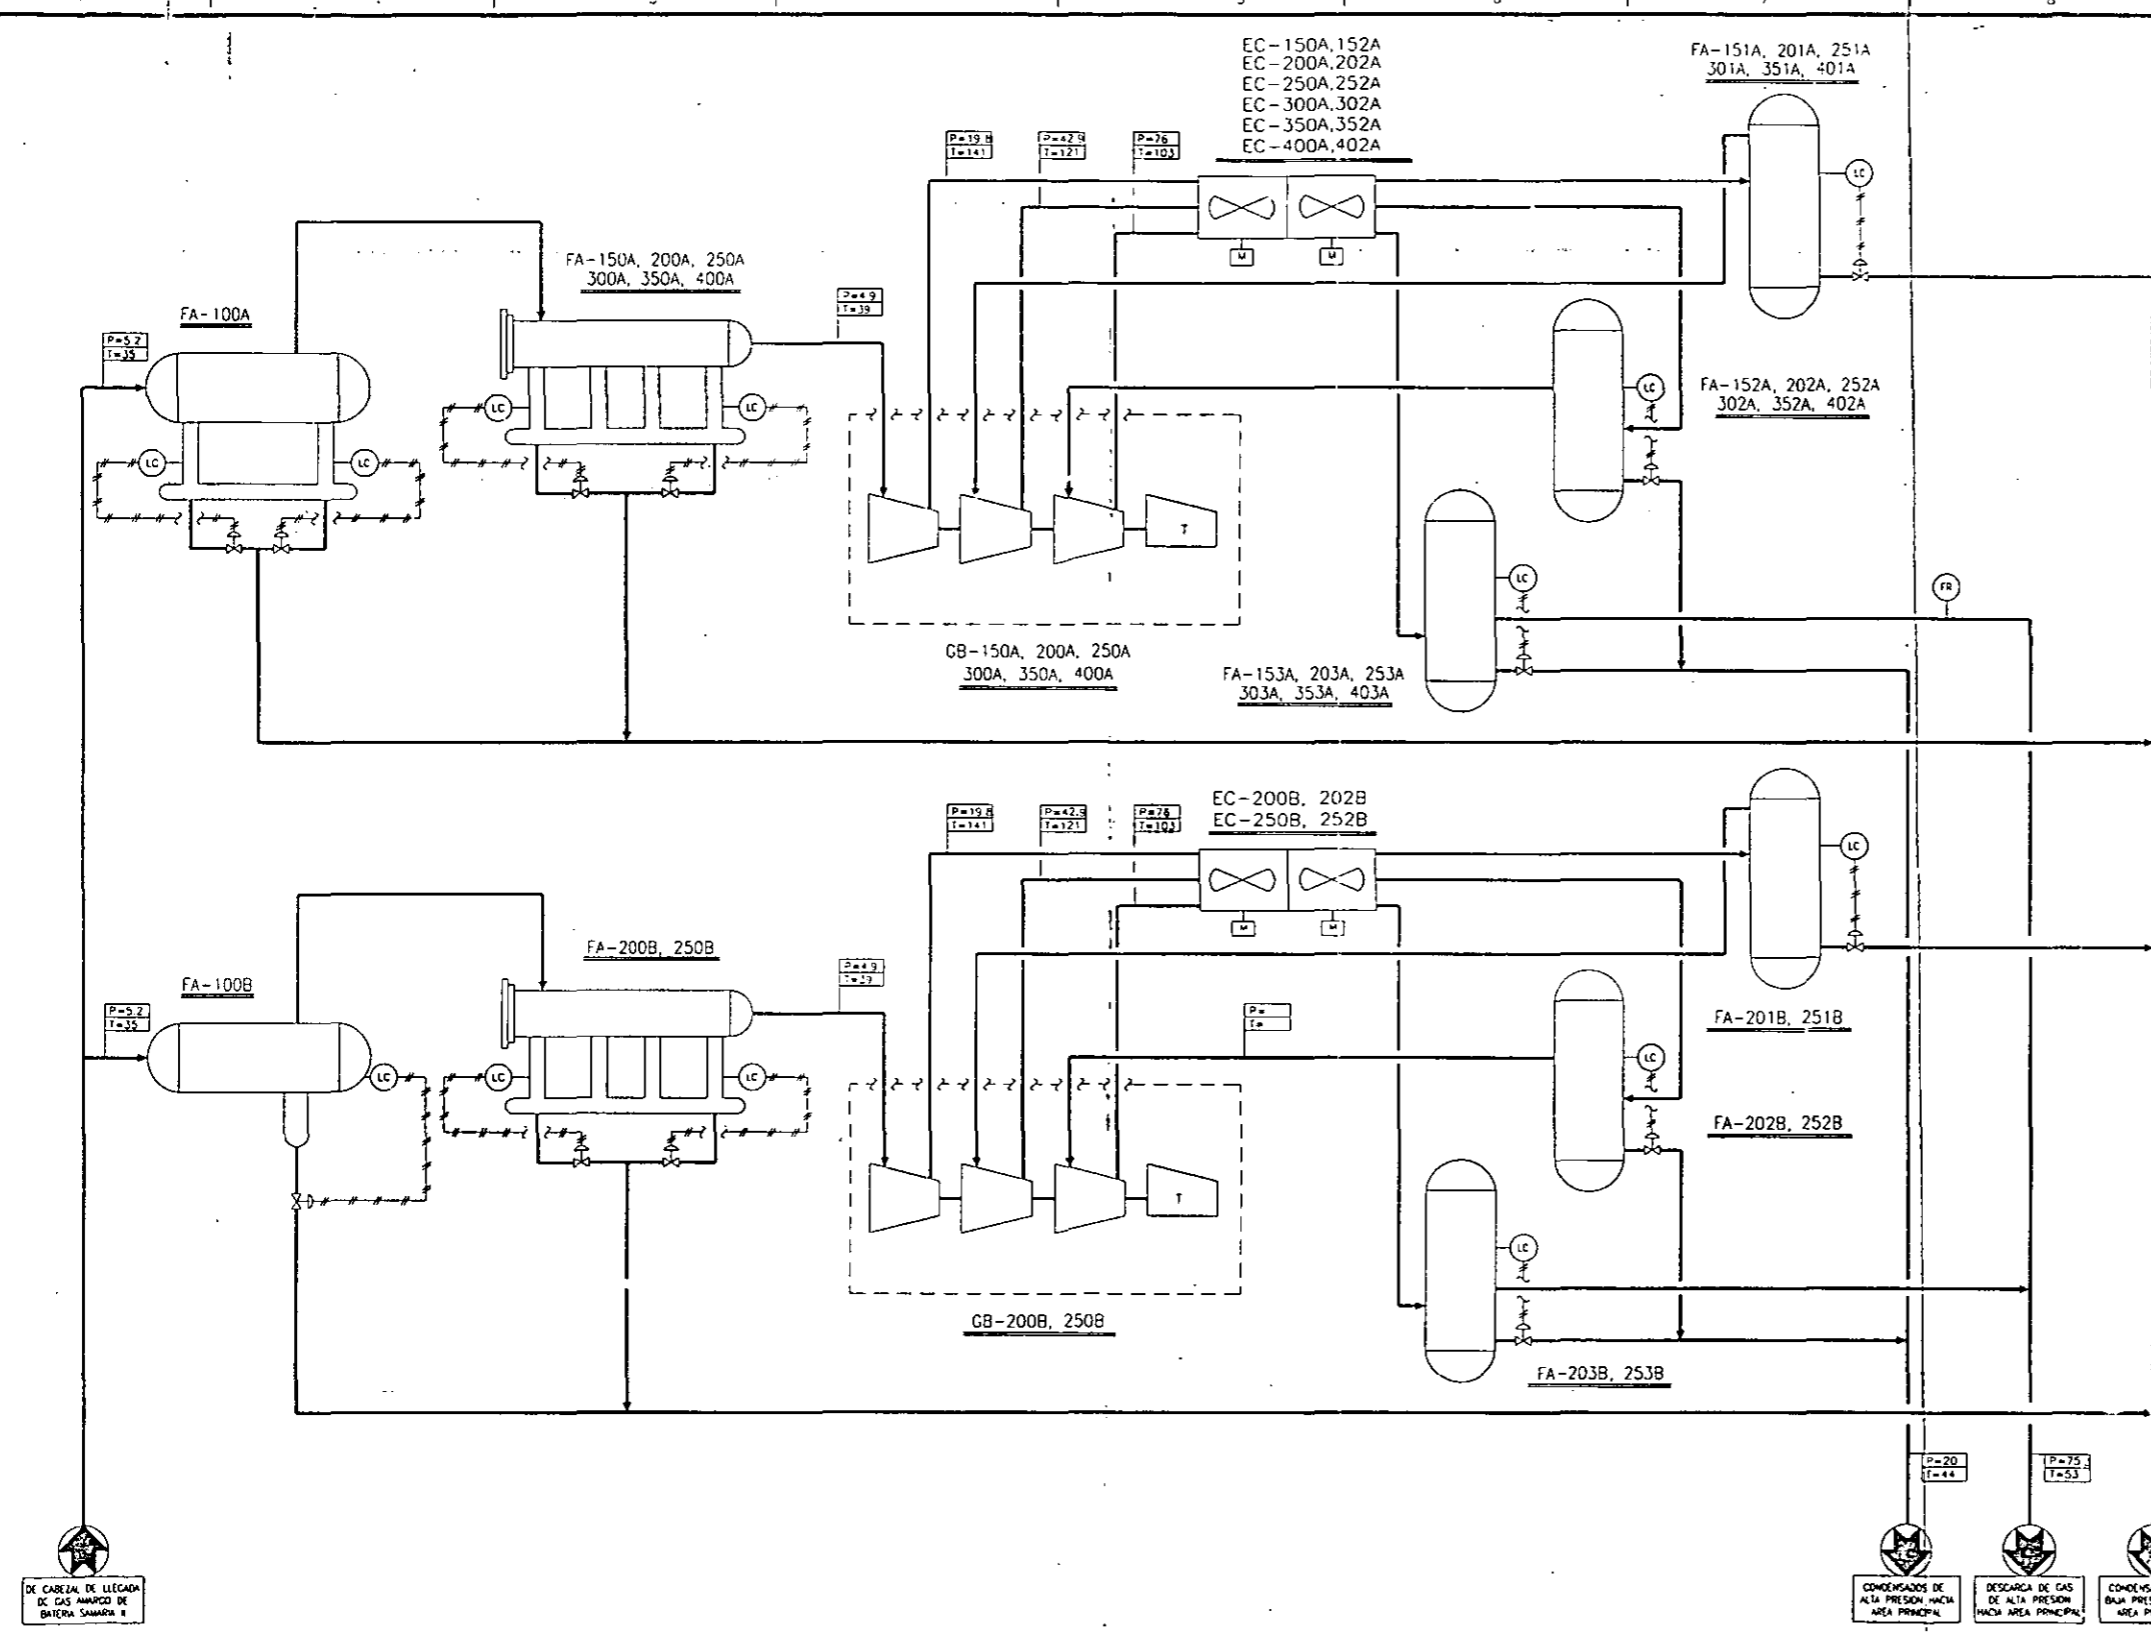 EC-150A,152A
EC-200A,202A
EC-250A,252A
EC-300A,302A
EC-350A,352A
EC-400A,402A
FA-151A, 201A, 251A
301A, 351A, 401A
P=19.8
T=141
P=42.9
T=121
P=76
T=103
LC
M
M
FA-150A, 200A, 250A
300A, 350A, 400A
P=4.9
T=39
FA-100A
P=5.2
T=35
LC
LC
LC
FA-152A, 202A, 252A
302A, 352A, 402A
LC
LC
T
LC
FR
GB-150A, 200A, 250A
300A, 350A, 400A
FA-153A, 203A, 253A
303A, 353A, 403A
P=19.8
T=141
P=42.9
T=121
P=76
T=103
EC-200B, 202B
EC-250B, 252B
LC
M
M
FA-200B, 250B
P=4.9
T=39
FA-100B
P=5.2
T=35
P=
T=
FA-201B, 251B
LC
LC
LC
LC
FA-202B, 252B
T
LC
GB-200B, 250B
FA-203B, 253B
P=20
T=44
P=75
T=53
DE CABEZAL DE LLEGADA
DE GAS AMARGO DE
BATERIA SAMARIA II
CONDENSADOS DE
ALTA PRESION HACIA
AREA PRINCIPAL
DESCARGA DE GAS
DE ALTA PRESION
HACIA AREA PRINCIPAL